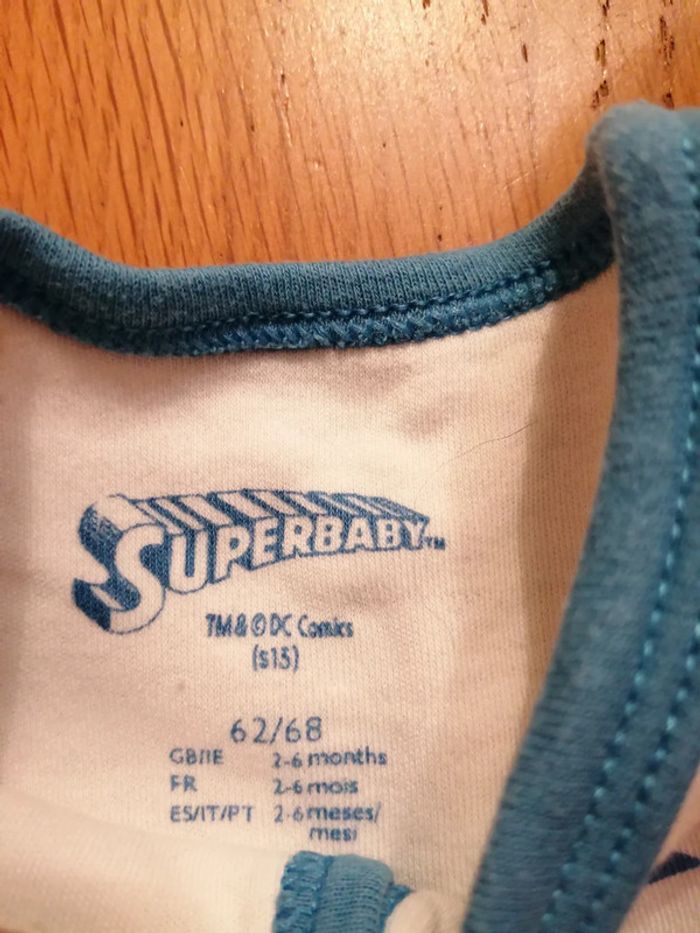 SUPERBABY™
TM & © DC Comics
(s15)
62/68
GB/IE 2-6 months
FR 2-6 mois
ES/IT/PT 2-6 meses/
mesi